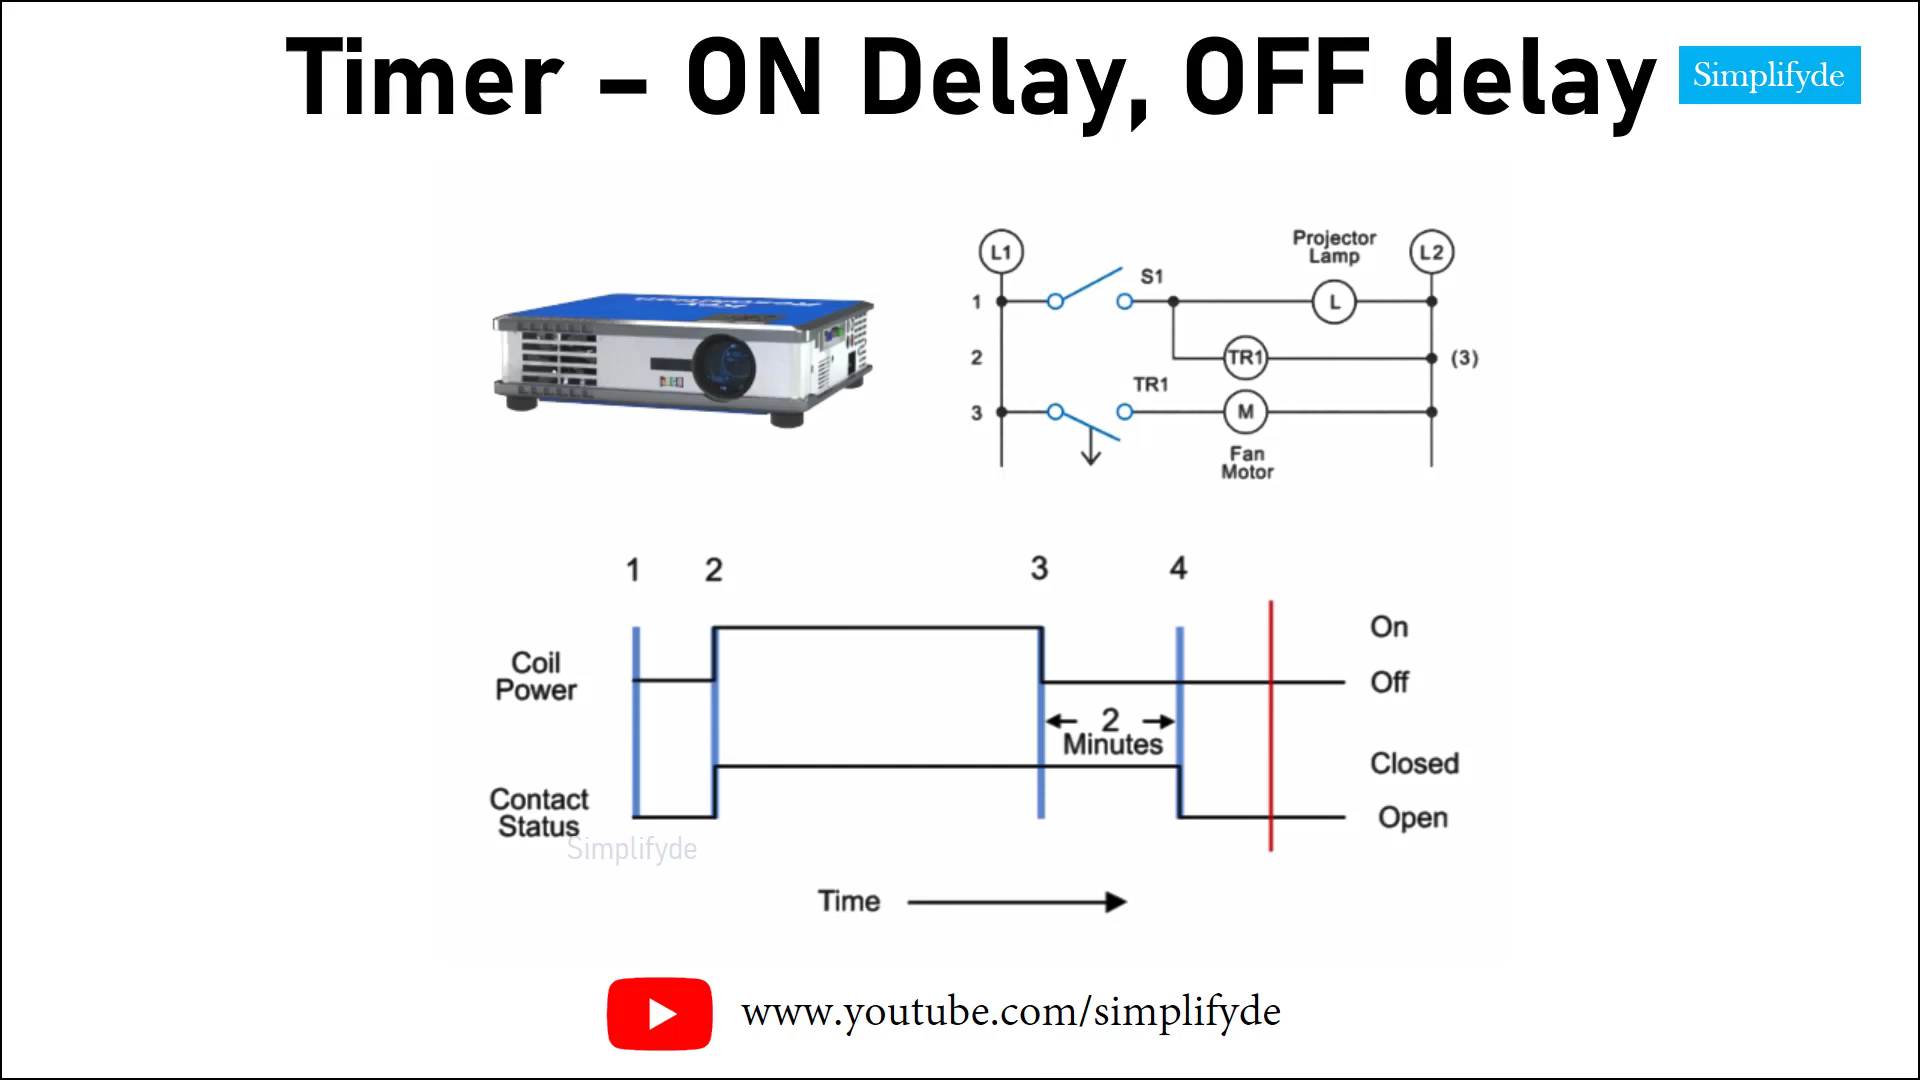 Timer – ON Delay, OFF delay
Simplifyde
L1
Projector
Lamp
L2
S1
1
L
2
TR1
(3)
TR1
3
M
Fan
Motor
1 2 3 4
On
Coil
Power
Off
2
Minutes
Closed
Contact
Status
Open
Simplifyde
Time
www.youtube.com/simplifyde